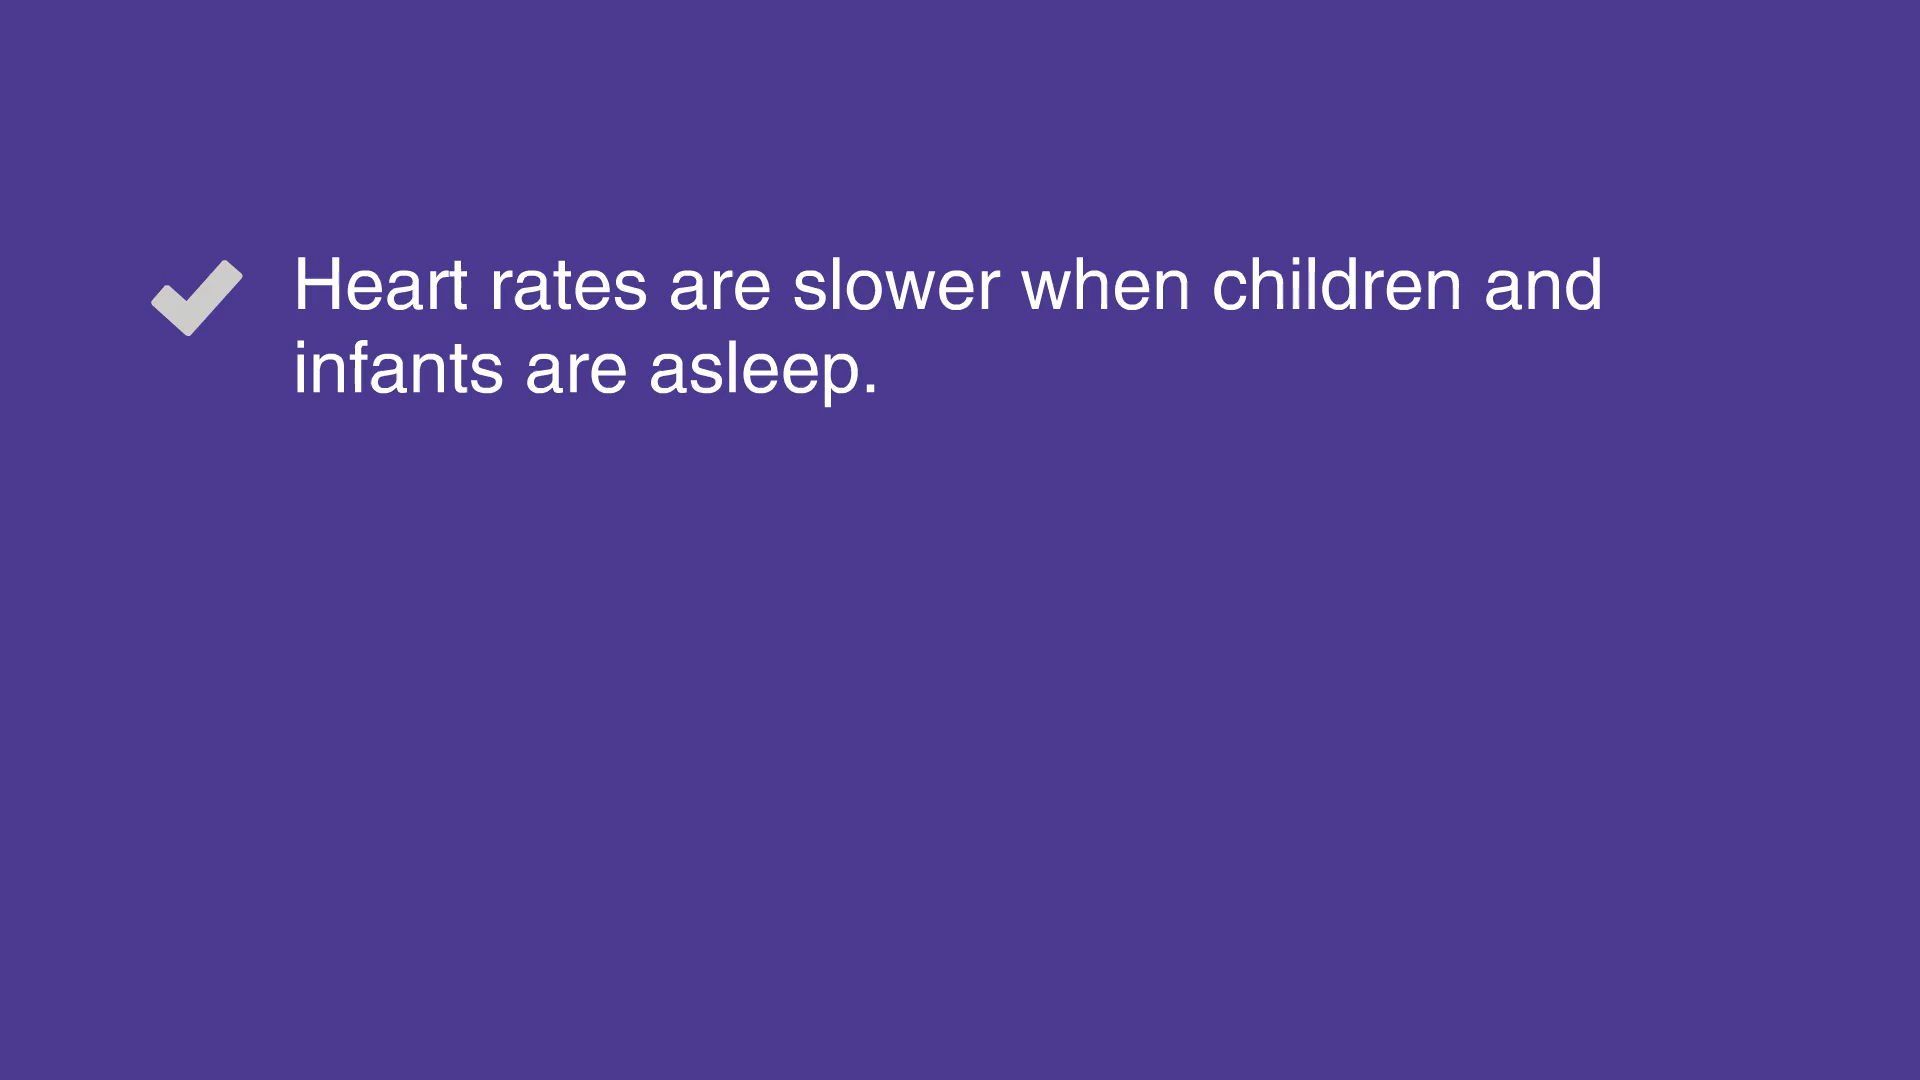 Heart rates are slower when children and
infants are asleep.